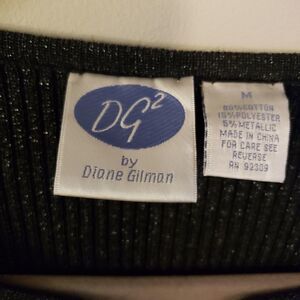 DG2
by
Diane Gilman
M
80% COTTON
15% POLYESTER
5% METALLIC
MADE IN CHINA
FOR CARE SEE
REVERSE
RN 92309